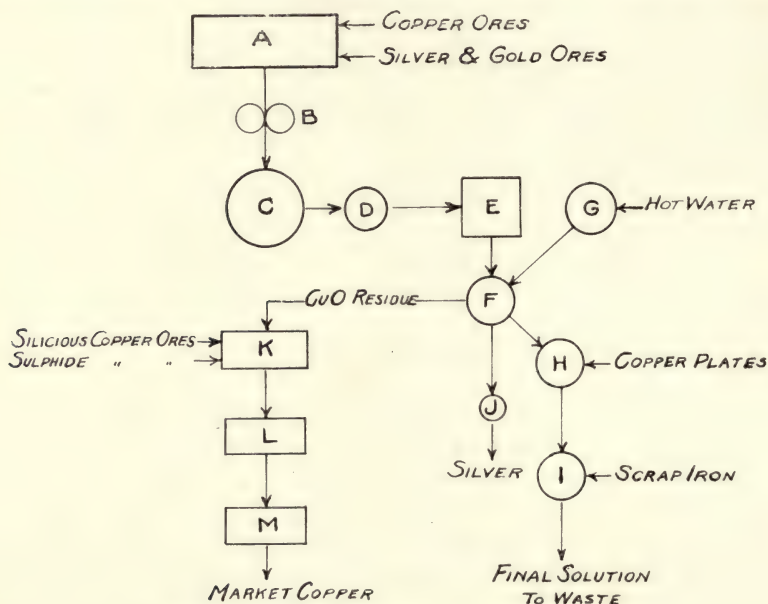 A
COPPER ORES
SILVER & GOLD ORES
B
C
D
E
G
HOT WATER
CUO RESIDUE
F
SILICIOUS COPPER ORES
SULPHIDE " "
K
H
COPPER PLATES
J
L
SILVER
I
SCRAP IRON
M
MARKET COPPER
FINAL SOLUTION
TO WASTE